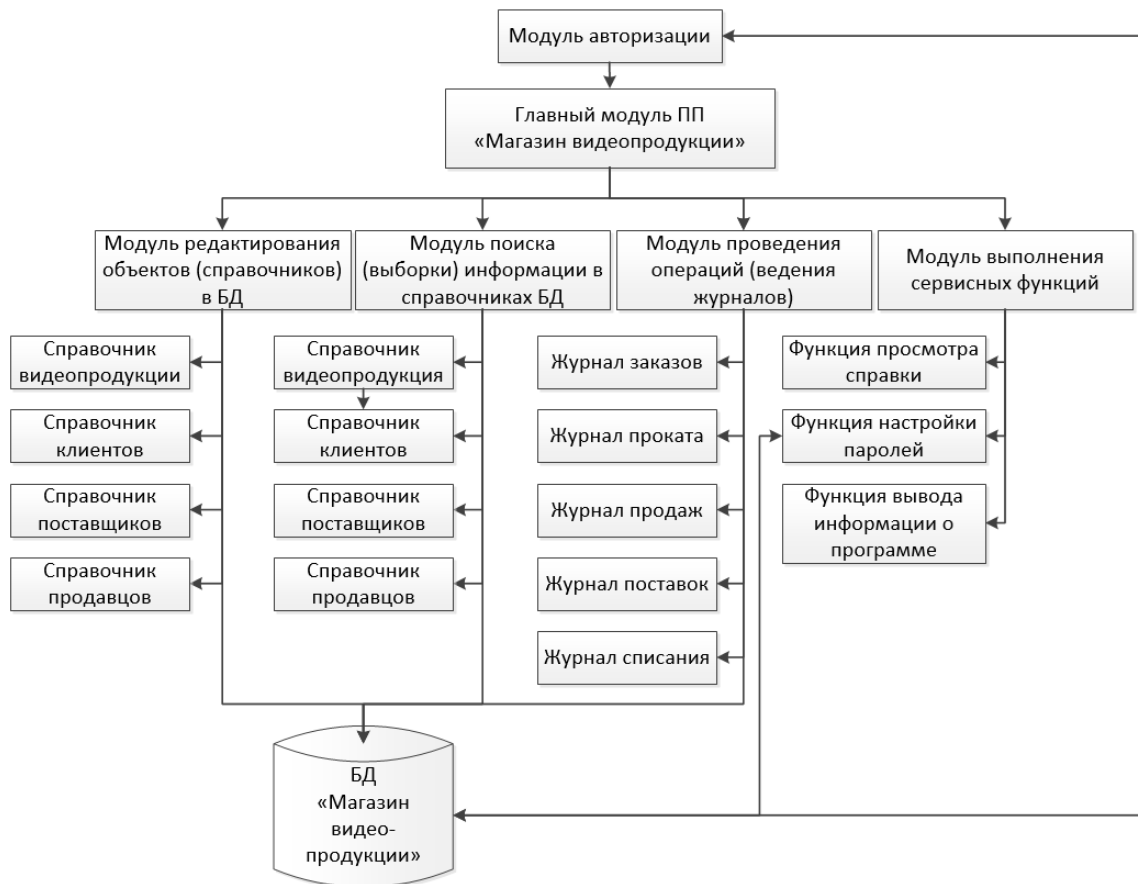 Модуль авторизации
Главный модуль ПП
«Магазин видеопродукции»
Модуль редактирования
объектов (справочников)
в БД
Модуль поиска
(выборки) информации в
справочниках БД
Модуль проведения
операций (ведения
журналов)
Модуль выполнения
сервисных функций
Справочник
видеопродукции
Справочник
клиентов
Справочник
поставщиков
Справочник
продавцов
Справочник
видеопродукция
Справочник
клиентов
Справочник
поставщиков
Справочник
продавцов
Журнал заказов
Журнал проката
Журнал продаж
Журнал поставок
Журнал списания
Функция просмотра
справки
Функция настройки
паролей
Функция вывода
информации о
программе
БД
«Магазин
видео-
продукции»